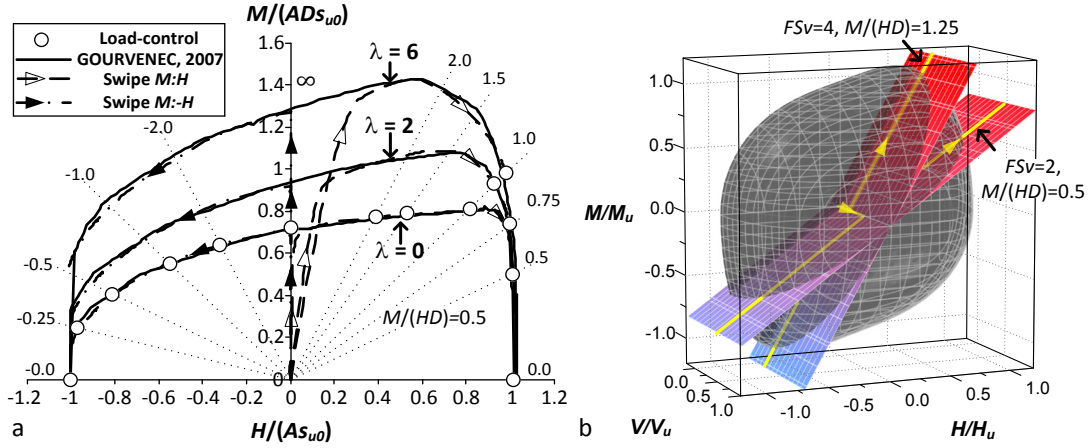 M/(ADs_u0)
Load-control
GOURVENEC, 2007
Swipe M:H
Swipe M:-H
1.6
1.4
1.2
1
0.8
0.6
0.4
0.2
0
∞
λ = 6
λ = 2
λ = 0
2.0
1.5
1.0
0.75
0.5
0.0
-2.0
-1.0
-0.5
-0.25
-0.0
M/(HD)=0.5
-1.2 -1 -0.8 -0.6 -0.4 -0.2 0 0.2 0.4 0.6 0.8 1 1.2
H/(As_u0)
a
FSv=4, M/(HD)=1.25
FSv=2,
M/(HD)=0.5
M/M_u
1.0
0.5
0.0
-0.5
-1.0
0.0
0.5
1.0
V/V_u
-1.0 -0.5 0.0 0.5 1.0
H/H_u
b